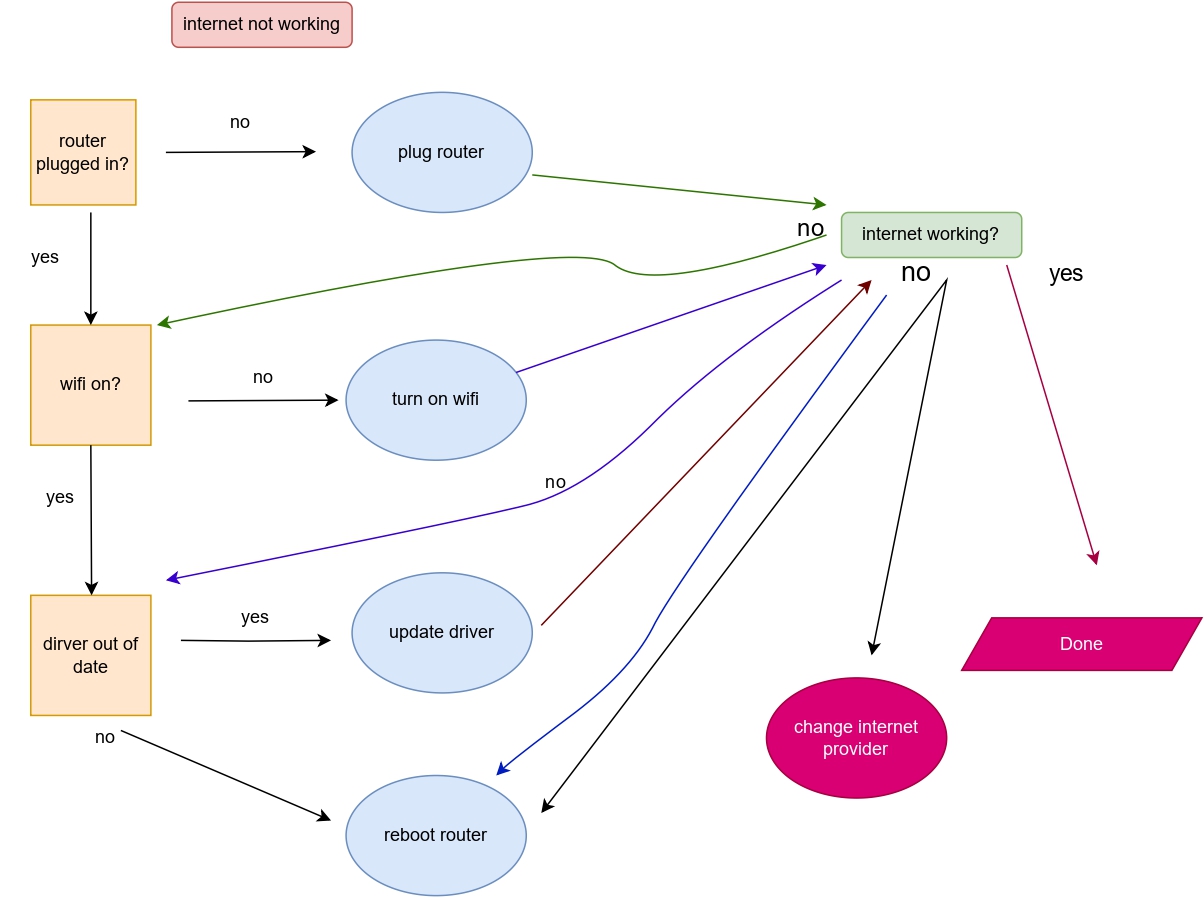 internet not working
router
plugged in?
no
plug router
yes
no
internet working?
no
yes
wifi on?
no
turn on wifi
yes
no
dirver out of
date
yes
update driver
Done
no
change internet
provider
reboot router